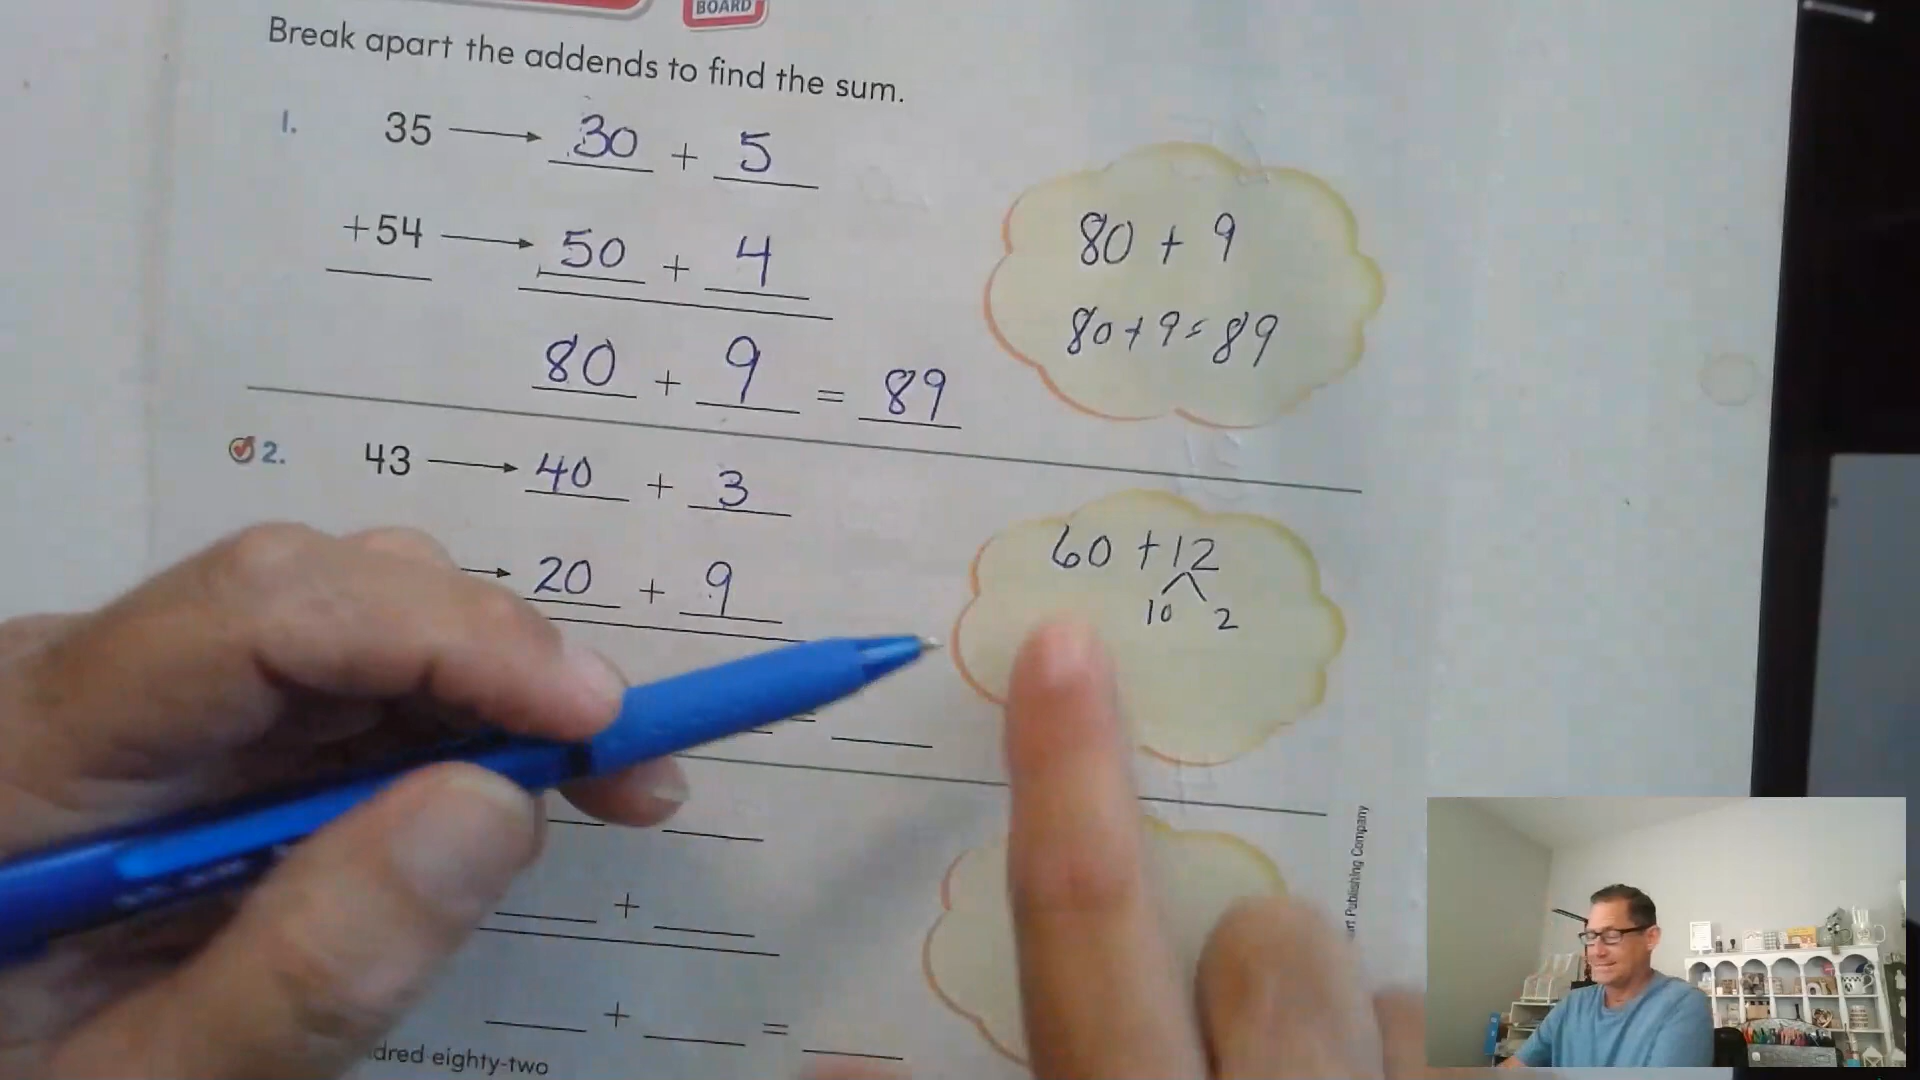 BOARD
Break apart the addends to find the sum.
1. 35 → 30 + 5
+54 → 50 + 4
80 + 9 = 89
80 + 9
80+9=89
2. 43 → 40 + 3
→ 20 + 9
=
60 + 12
10 2
+
+ =
dred eighty-two
Publishing Company